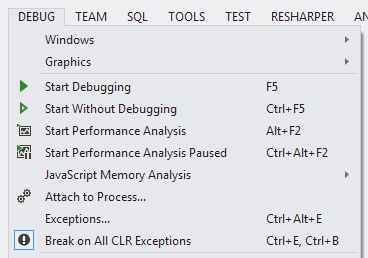 DEBUG TEAM SQL TOOLS TEST RESHARPER
Windows
Graphics
Start Debugging F5
Start Without Debugging Ctrl+F5
Start Performance Analysis Alt+F2
Start Performance Analysis Paused Ctrl+Alt+F2
JavaScript Memory Analysis
Attach to Process...
Exceptions... Ctrl+Alt+E
Break on All CLR Exceptions Ctrl+E, Ctrl+B